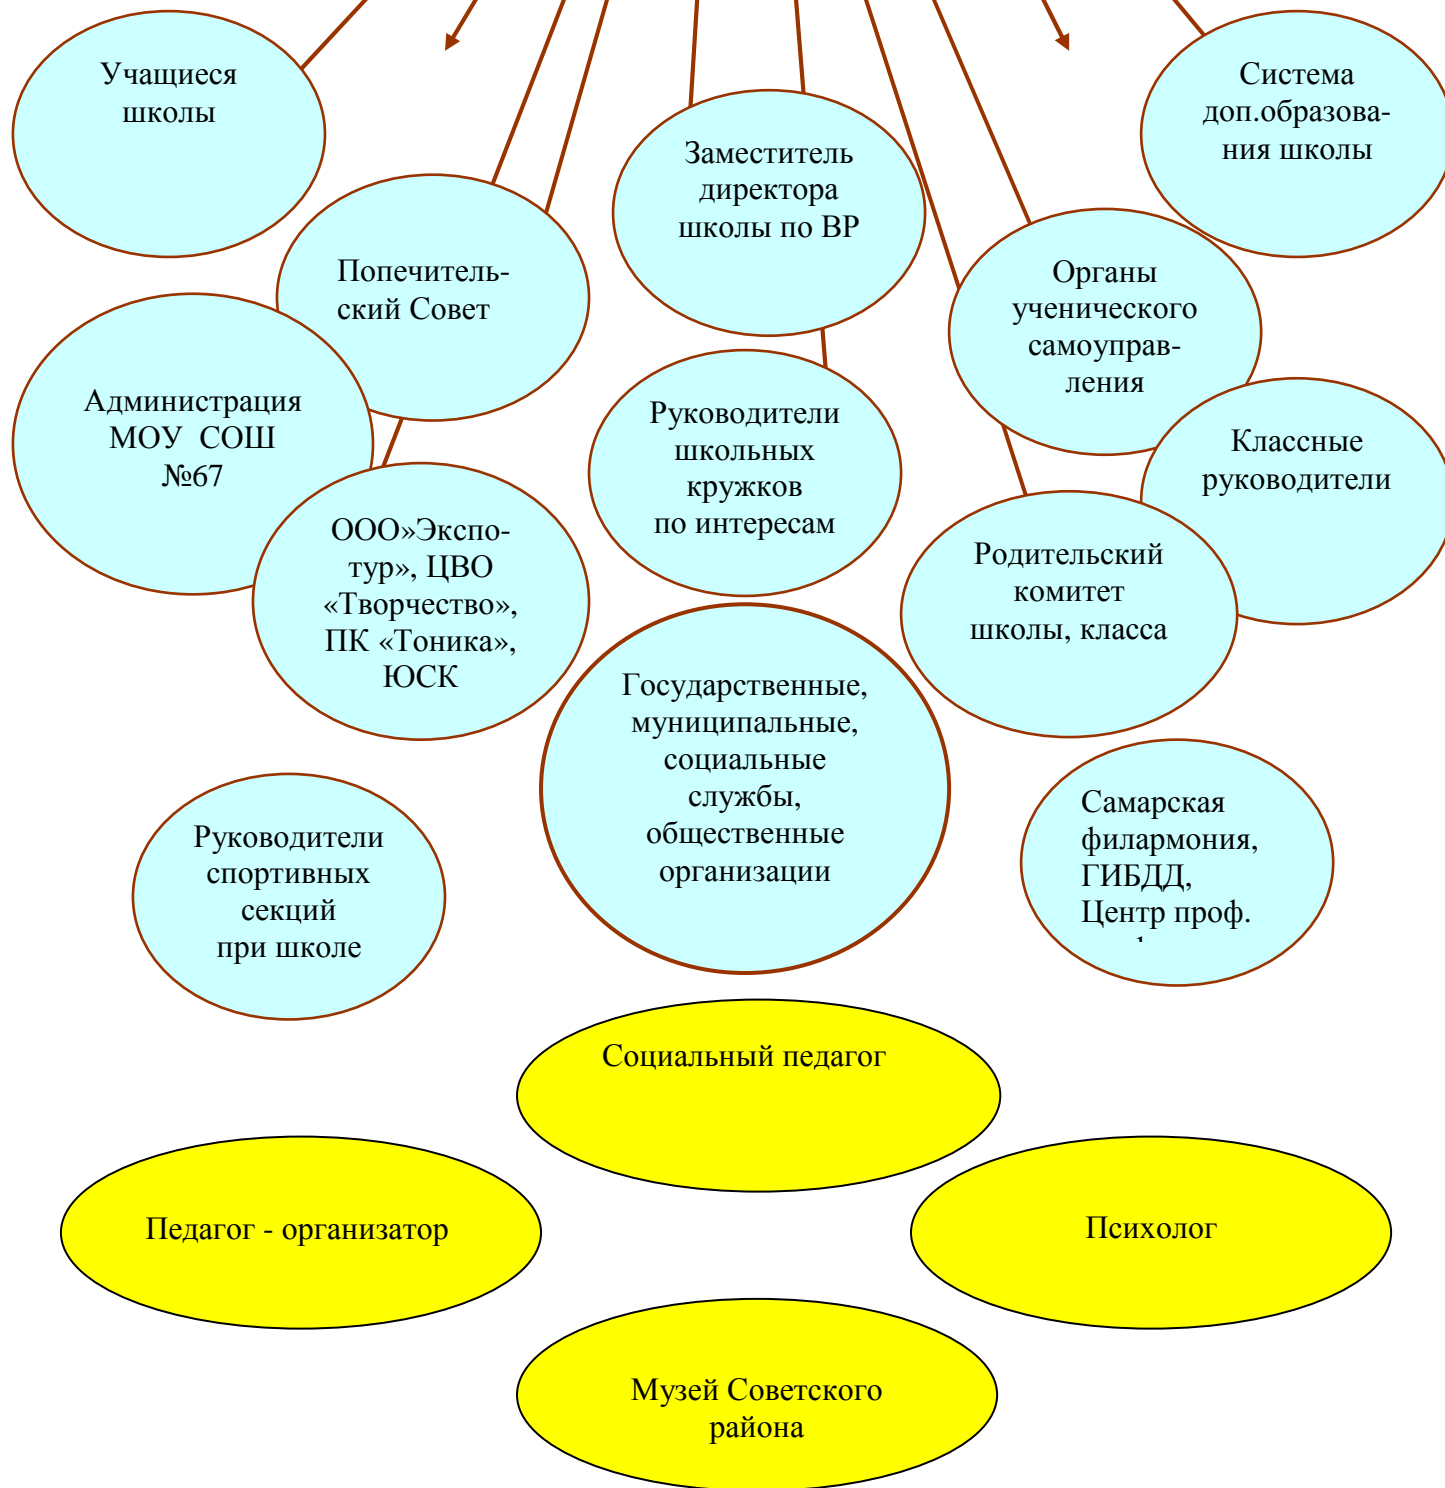 Учащиеся
школы
Система
доп.образова-
ния школы
Заместитель
директора
школы по ВР
Попечитель-
ский Совет
Органы
ученического
самоуправ-
ления
Администрация
МОУ  СОШ
№67
Руководители
школьных
кружков
по интересам
Классные
руководители
ООО»Экспо-
тур», ЦВО
«Творчество»,
ПК «Тоника»,
ЮСК
Родительский
комитет
школы, класса
Государственные,
муниципальные,
социальные
службы,
общественные
организации
Руководители
спортивных
секций
при школе
Самарская
филармония,
ГИБДД,
Центр проф.
Социальный педагог
Педагог - организатор
Психолог
Музей Советского
района